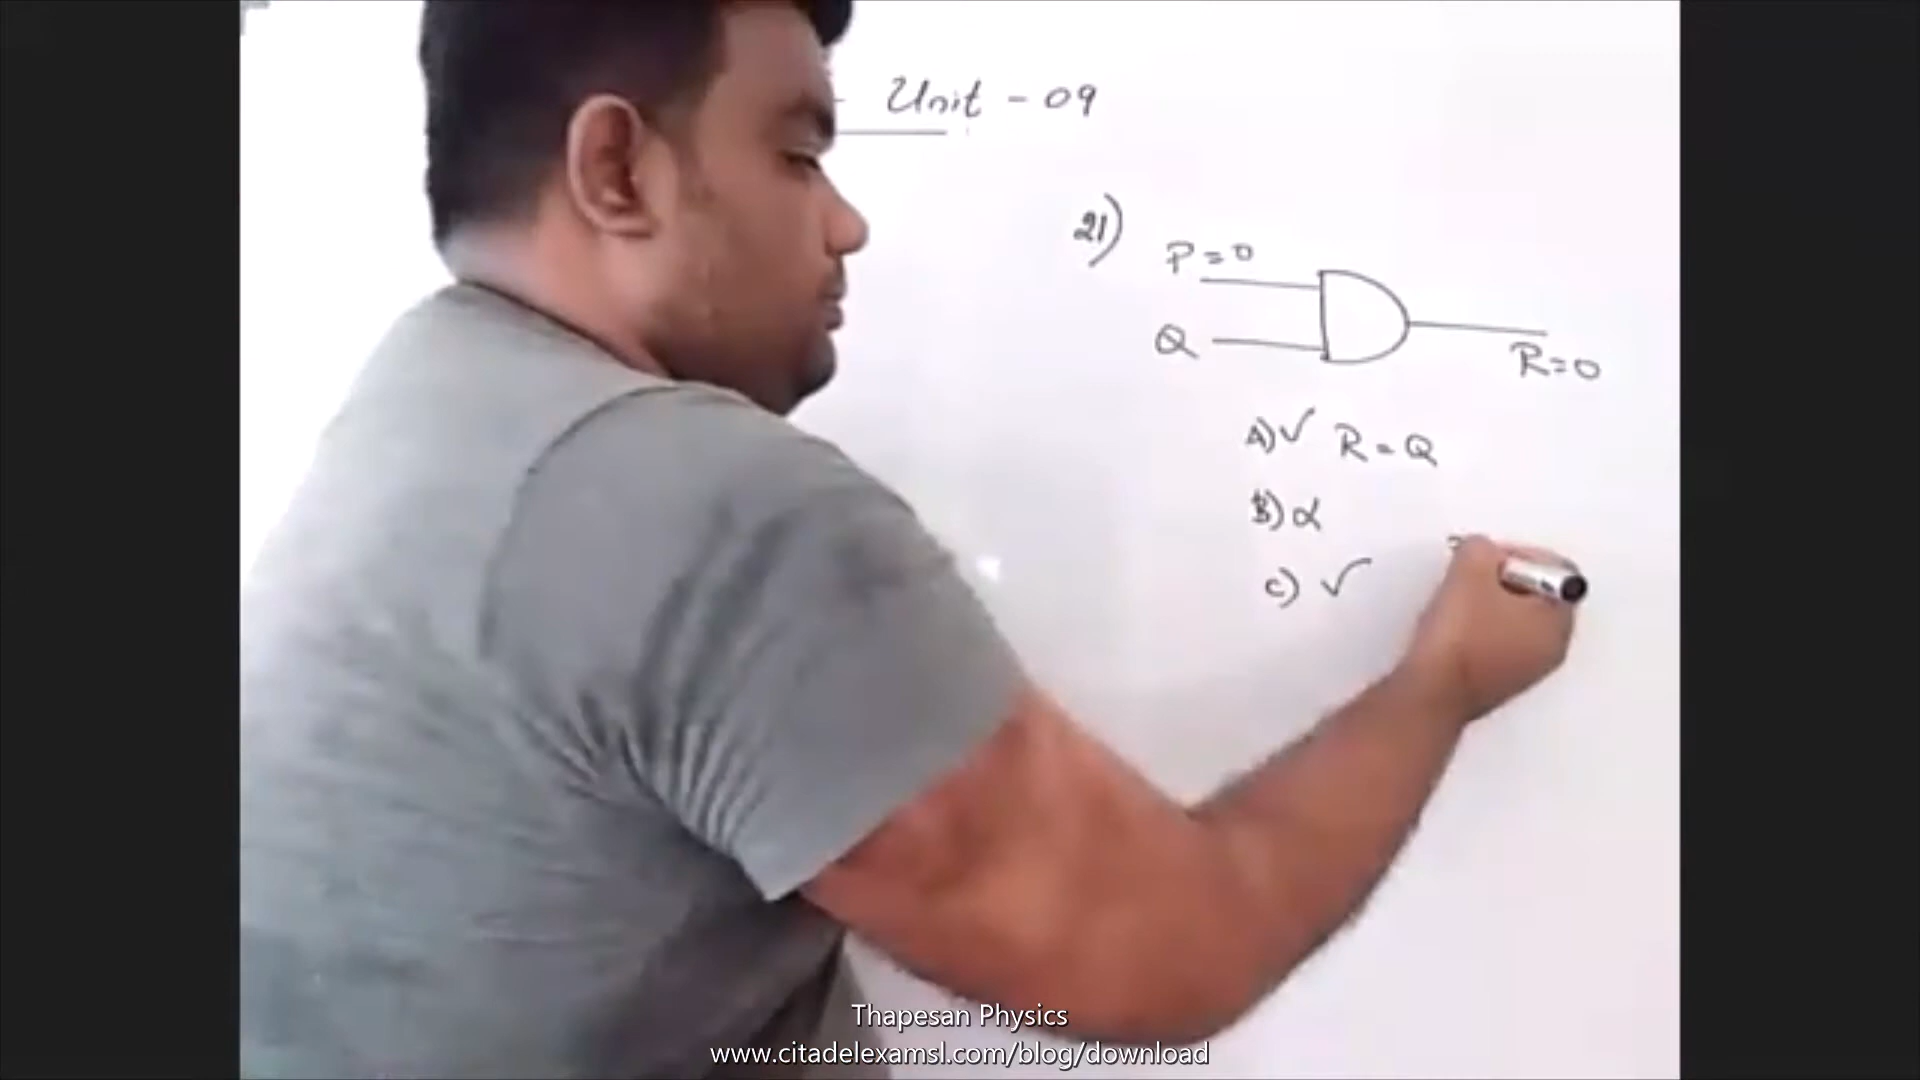 Unit - 09
21)
P = 0
Q
R = 0
A) ✓ R = Q
B) α
C) ✓
Thapesan Physics
www.citadelexamsl.com/blog/download